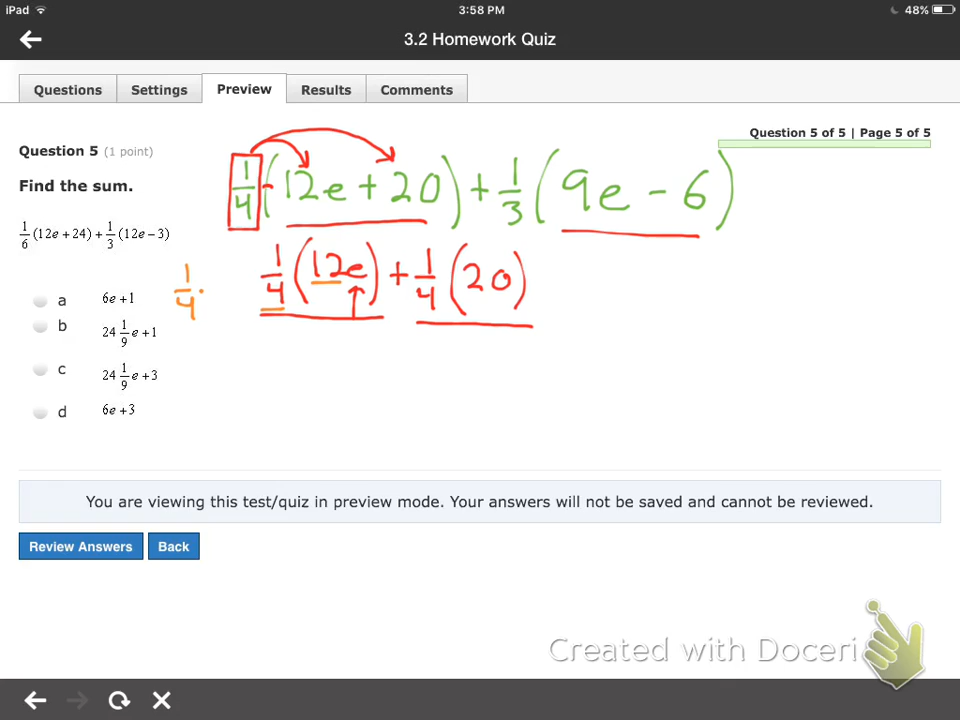 iPad 3:58 PM 48%
3.2 Homework Quiz
Questions Settings Preview Results Comments
Question 5 of 5 | Page 5 of 5
Question 5 (1 point)
Find the sum.
1/4 (12e + 20) + 1/3 (9e - 6)
1/6 (12e + 24) + 1/3 (12e - 3)
1/4 · 1/4 (12e) + 1/4 (20)
a 6e + 1
b 24 1/9 e + 1
c 24 1/9 e + 3
d 6e + 3
You are viewing this test/quiz in preview mode. Your answers will not be saved and cannot be reviewed.
Review Answers Back
Created with Doceri